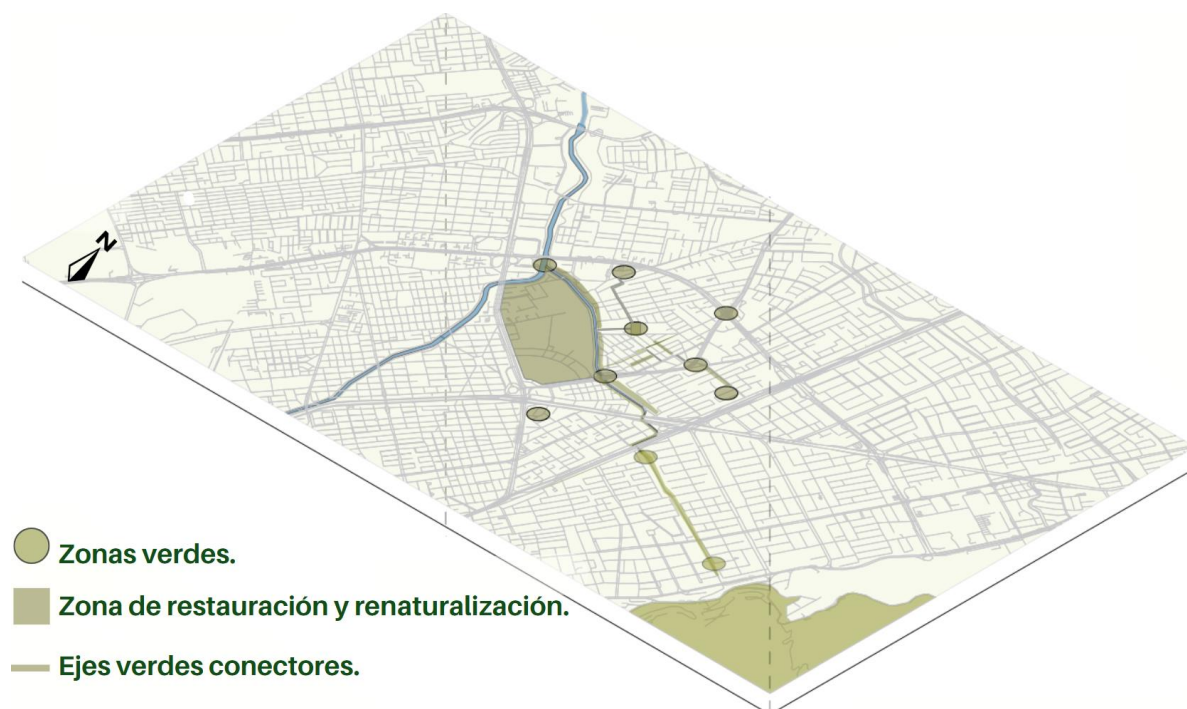 N
Zonas verdes.
Zona de restauración y renaturalización.
Ejes verdes conectores.